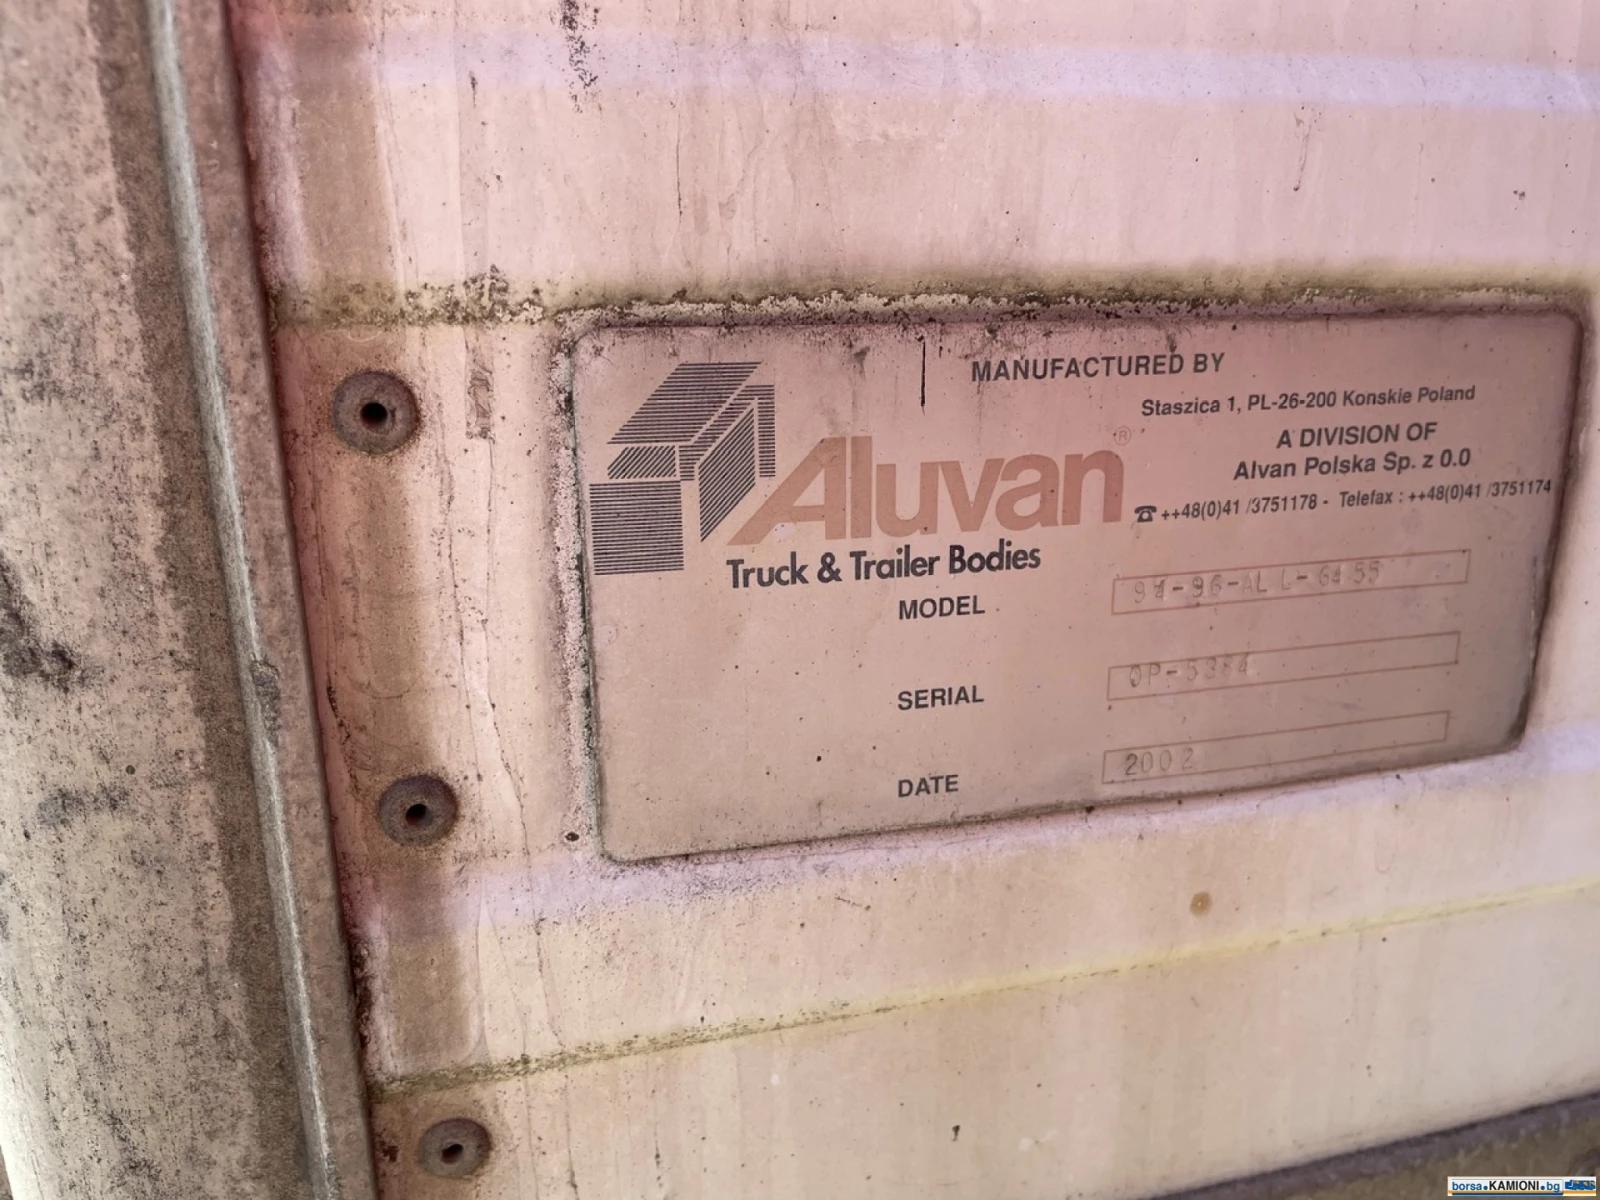 MANUFACTURED BY
Staszica 1, PL-26-200 Konskie Poland
A DIVISION OF
Alvan Polska Sp. z 0.0
☎ ++48(0)41 /3751178 - Telefax : ++48(0)41 /3751174
Aluvan®
Truck & Trailer Bodies
MODEL
SERIAL
DATE 2002
borsa.KAMIONI.bg